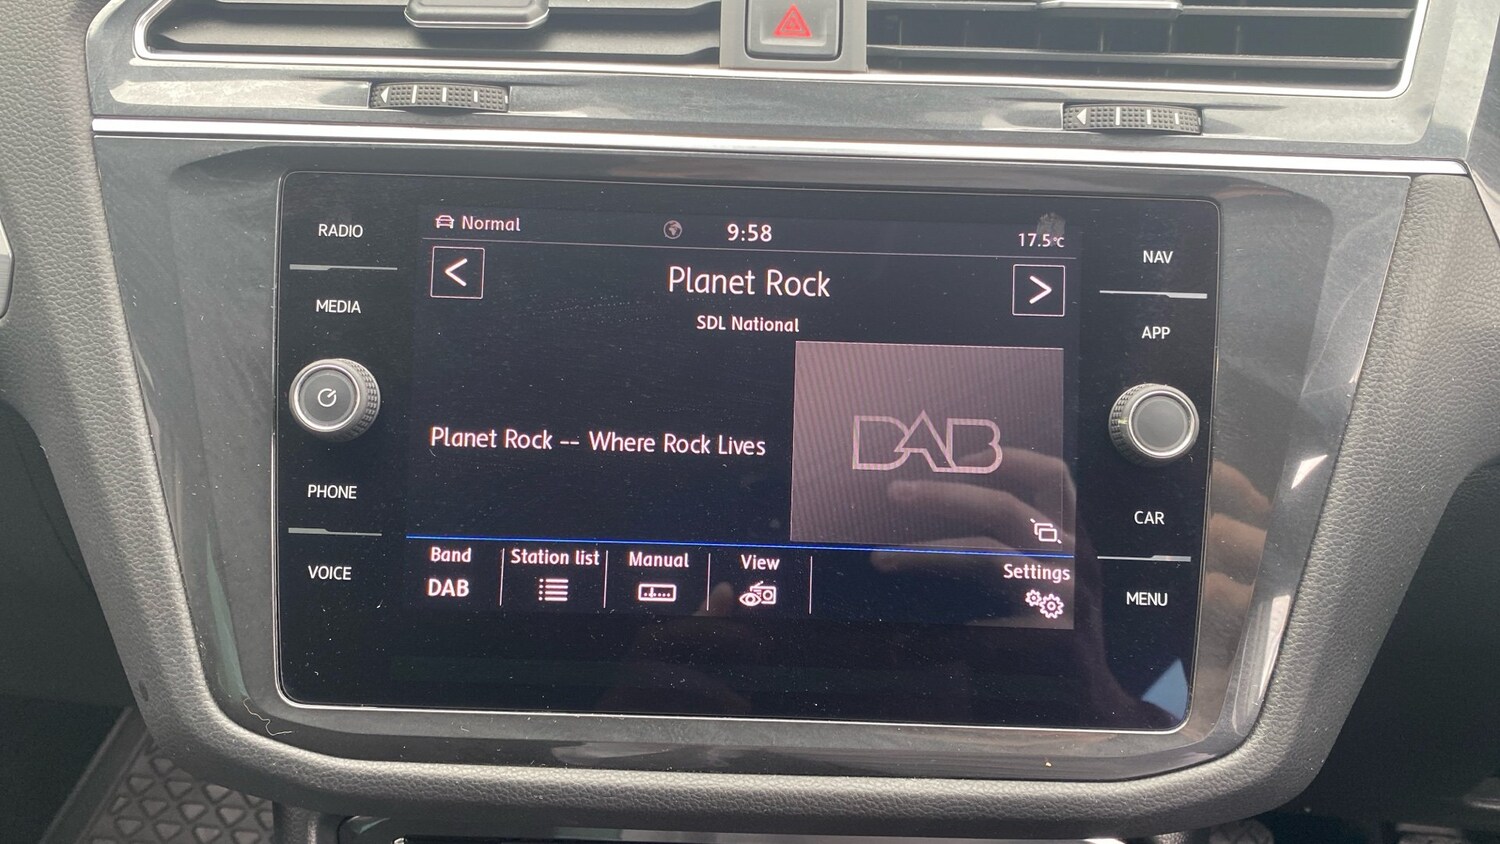 RADIO
MEDIA
PHONE
VOICE
Normal
9:58
17.5°C
<
Planet Rock
>
SDL National
Planet Rock -- Where Rock Lives
DAB
Band
DAB
Station list
Manual
View
Settings
NAV
APP
CAR
MENU